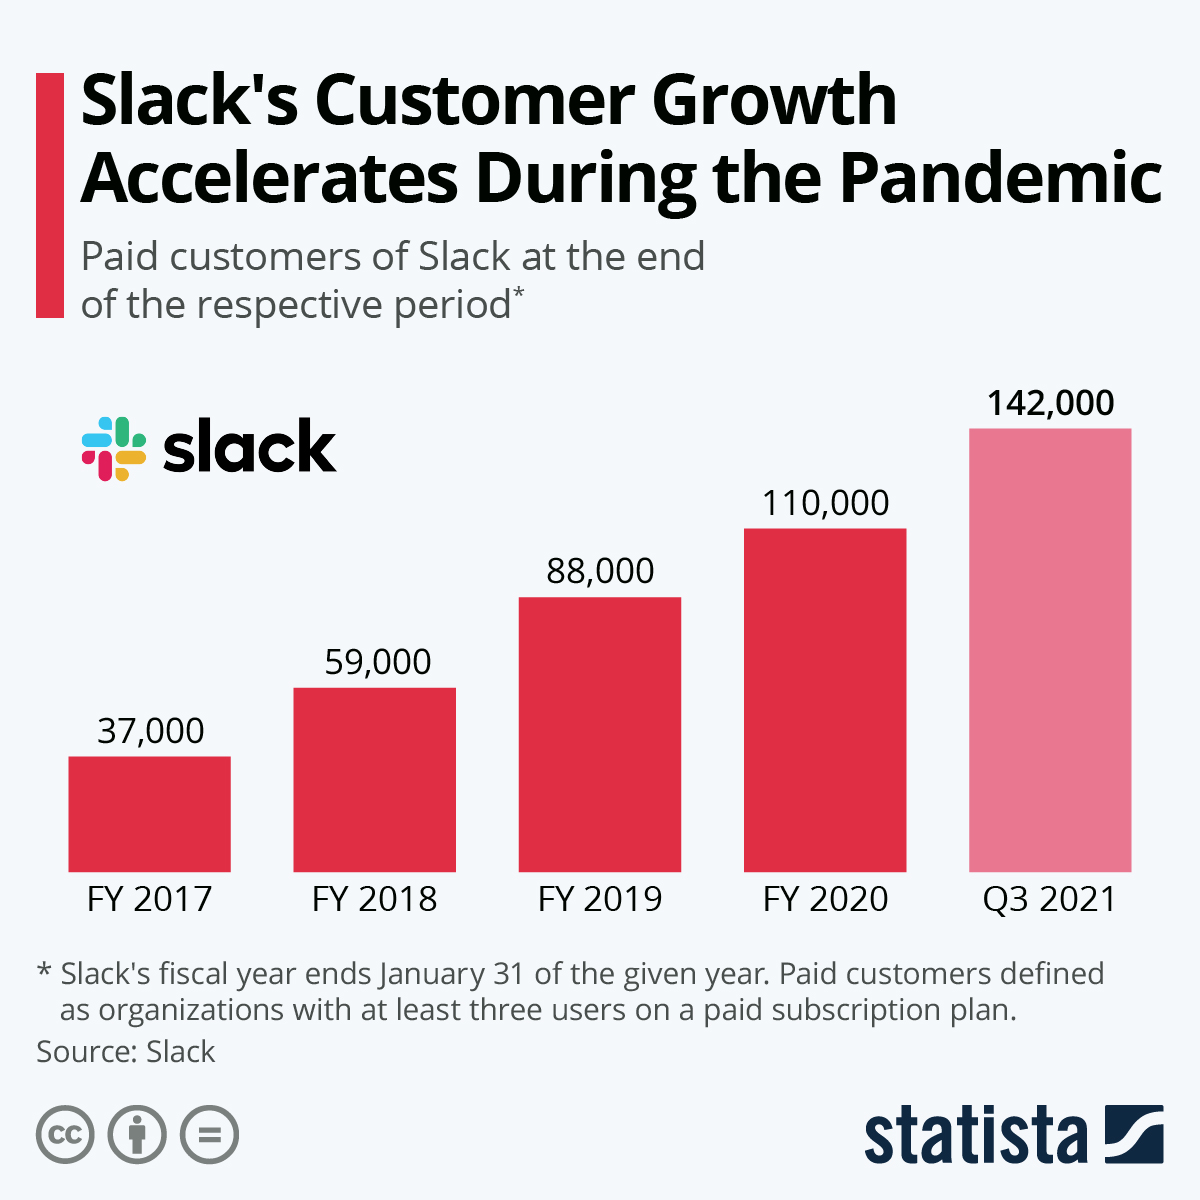 Slack's Customer Growth
Accelerates During the Pandemic
Paid customers of Slack at the end
of the respective period*
slack
142,000
110,000
88,000
59,000
37,000
FY 2017
FY 2018
FY 2019
FY 2020
Q3 2021
* Slack's fiscal year ends January 31 of the given year. Paid customers defined
as organizations with at least three users on a paid subscription plan.
Source: Slack
cc
statista